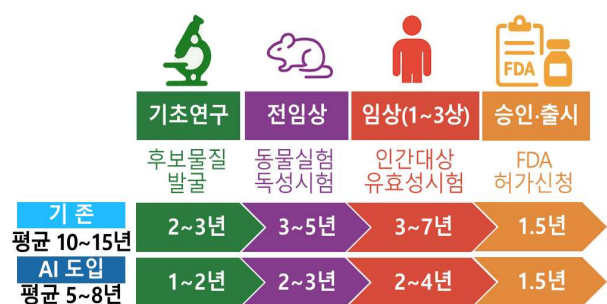 FDA
기초연구
전임상
임상(1~3상)
승인·출시
후보물질
발굴
동물실험
독성시험
인간대상
유효성시험
FDA
허가신청
기 존
평균 10~15년
2~3년
3~5년
3~7년
1.5년
AI 도입
평균 5~8년
1~2년
2~3년
2~4년
1.5년